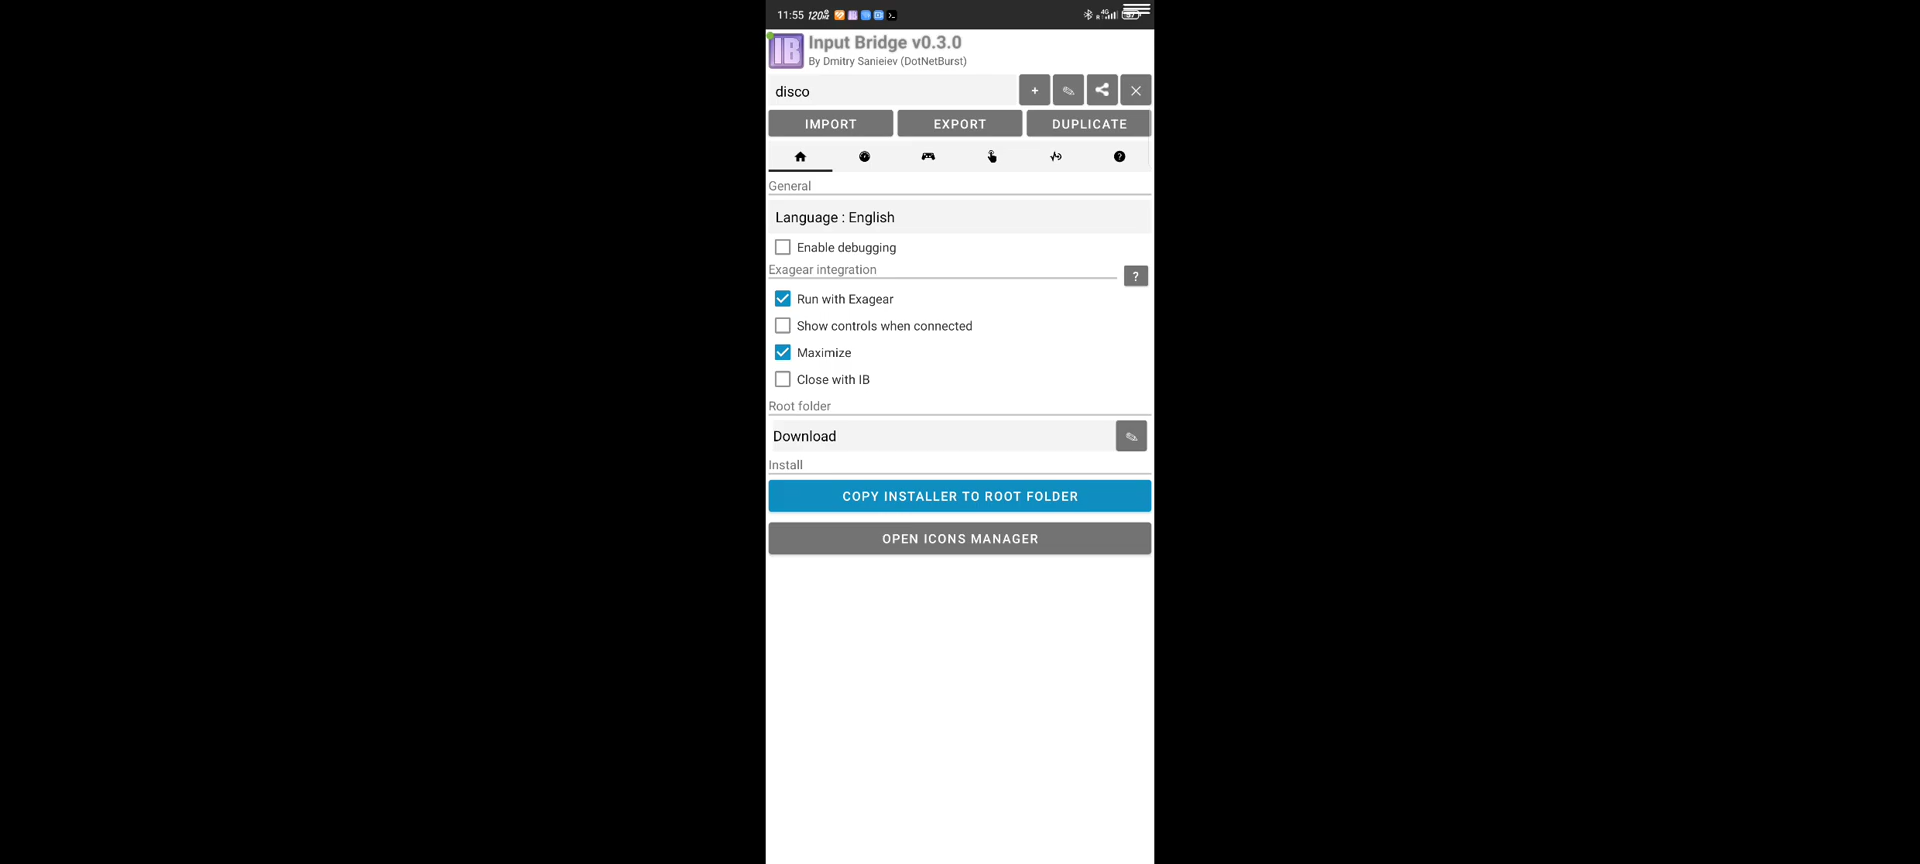 11:55 120
Input Bridge v0.3.0
By Dmitry Sanieiev (DotNetBurst)
disco
IMPORT EXPORT DUPLICATE
General
Language : English
Enable debugging
Exagear integration
?
Run with Exagear
Show controls when connected
Maximize
Close with IB
Root folder
Download
Install
COPY INSTALLER TO ROOT FOLDER
OPEN ICONS MANAGER